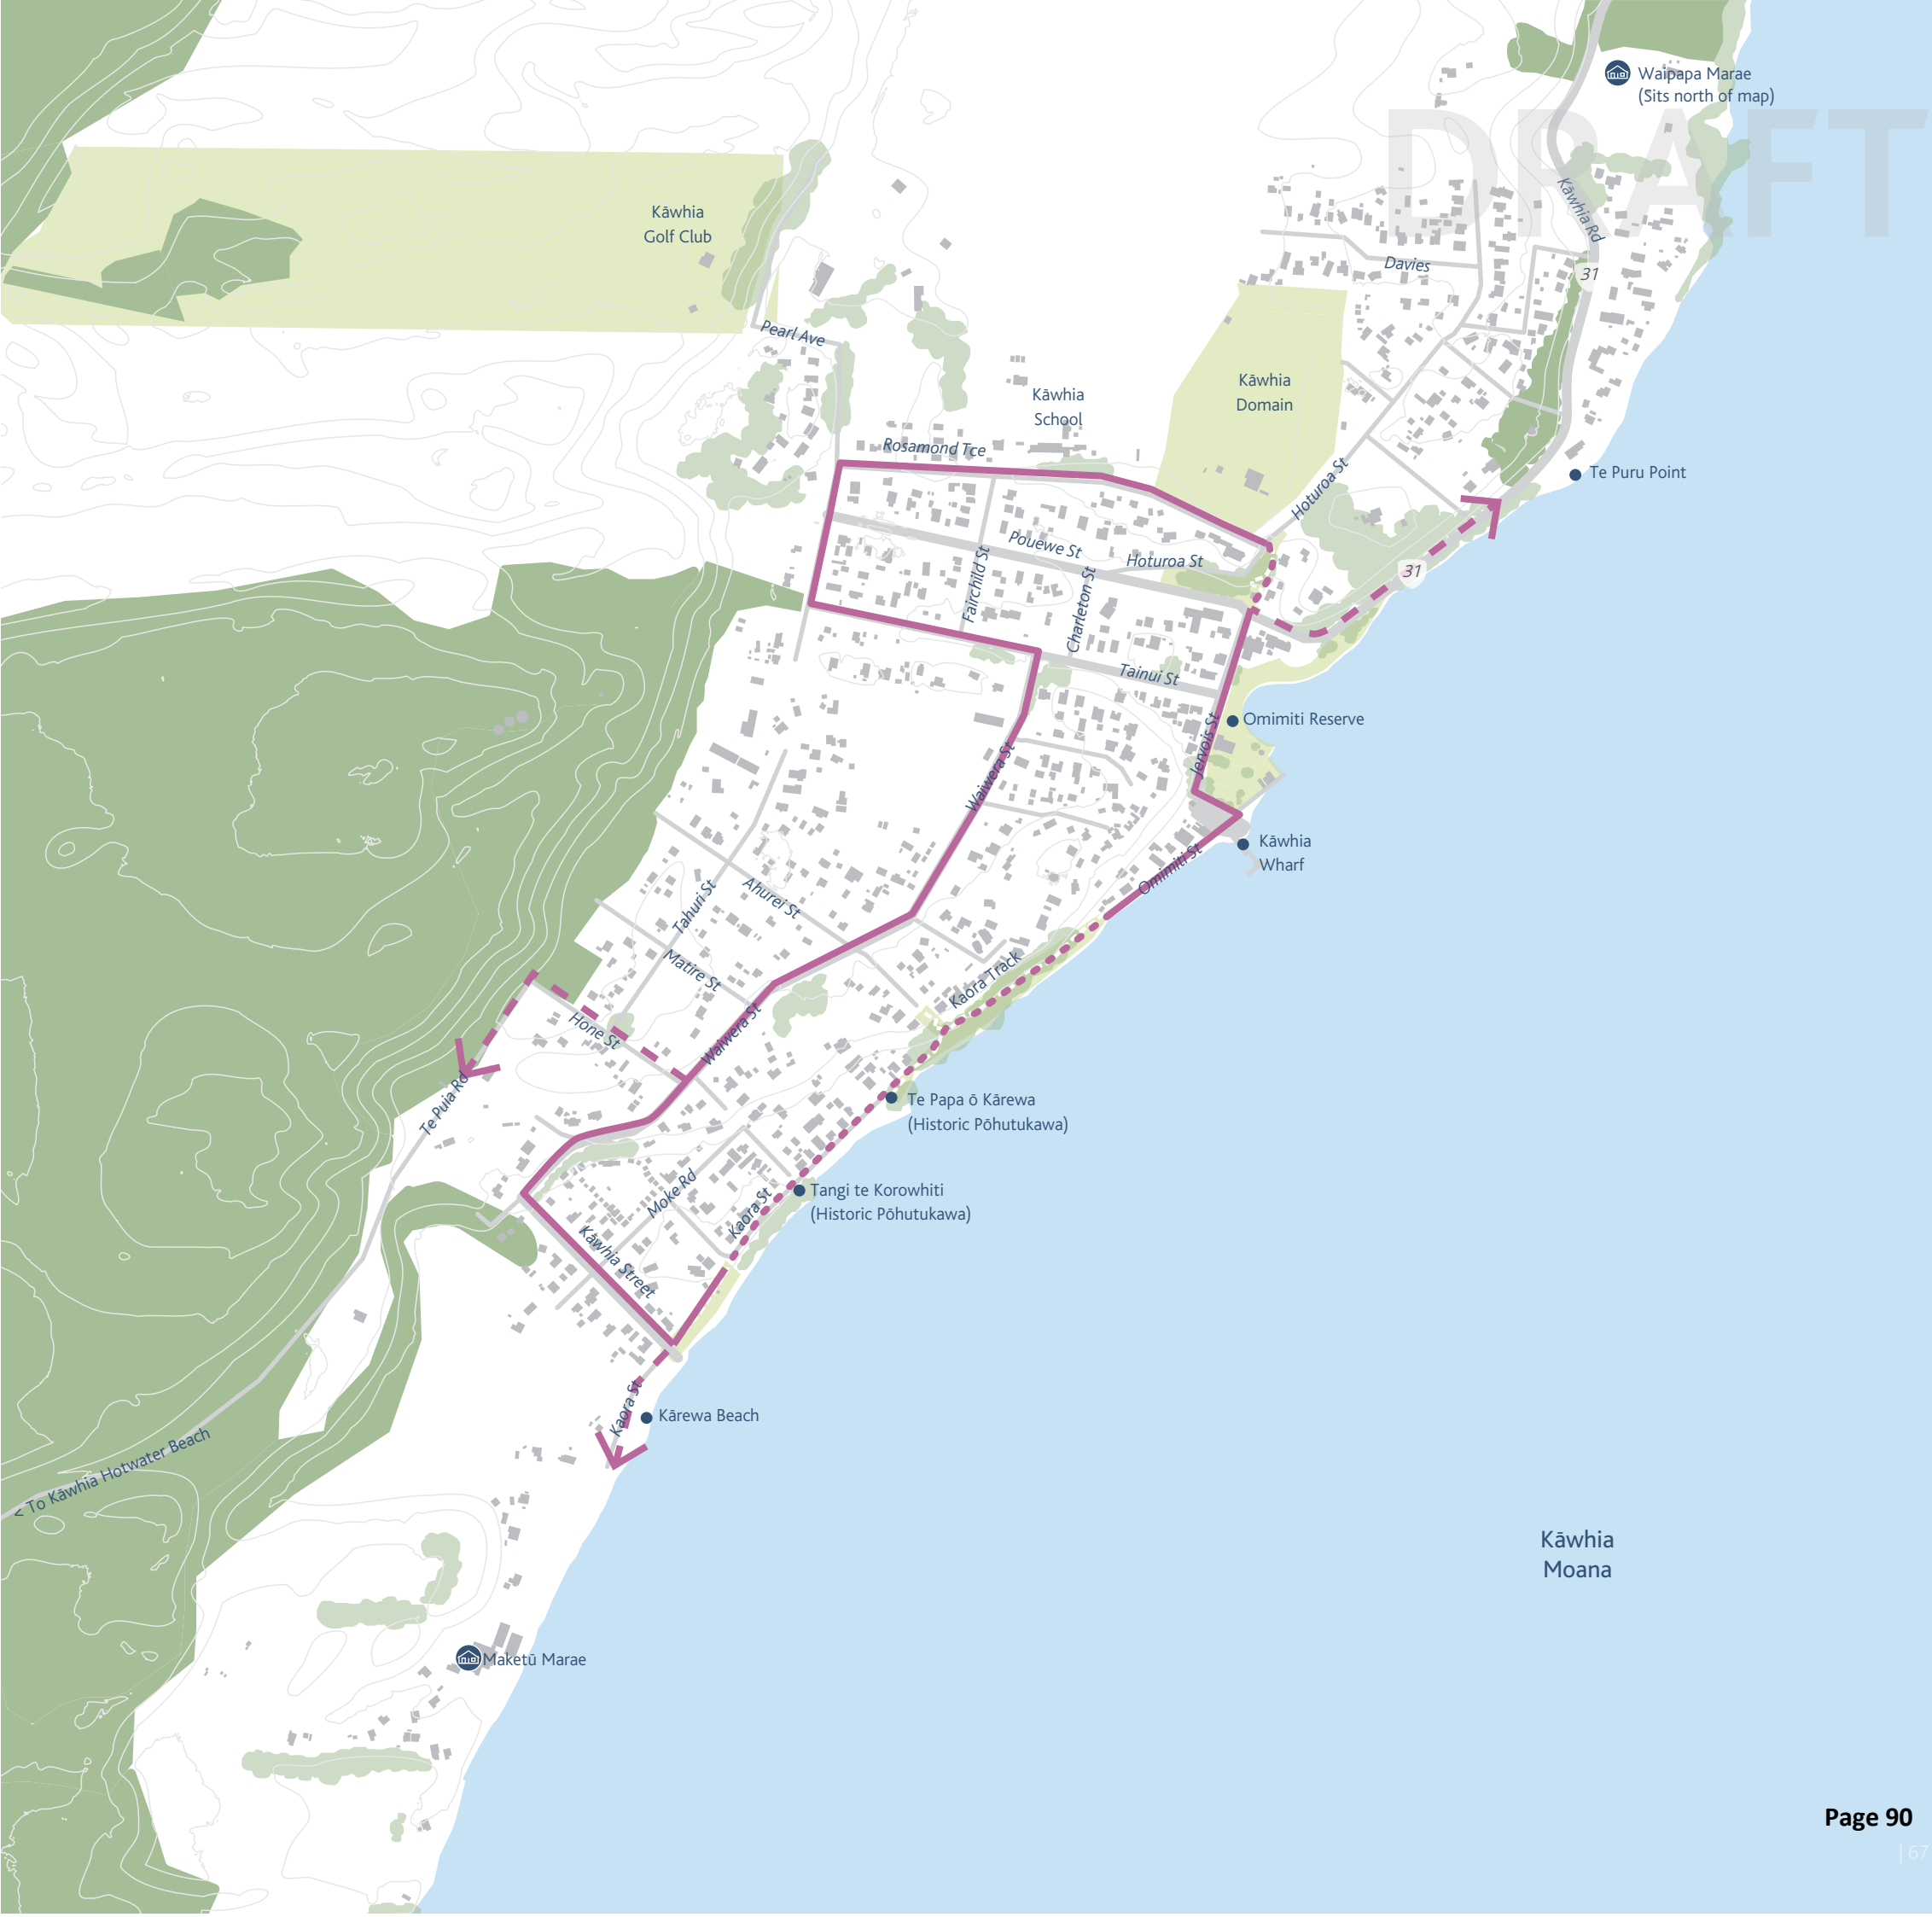 Waipapa Marae
(Sits north of map)
DRAFT
Kāwhia Rd
Kāwhia
Golf Club
Davies
31
Pearl Ave
Kāwhia
School
Kāwhia
Domain
Rosamond Tce
Hoturoa St
Te Puru Point
Pouewe St
Hoturoa St
31
Fairchild St
Charleton St
Tainui St
Omimiti Reserve
Jervois St
Waiwera St
Kāwhia
Wharf
Omimiti St
Tahuri St
Ahurei St
Matire St
Kaora Track
Hone St
Waiwera St
Te Puia Rd
Te Papa ō Kārewa
(Historic Pōhutukawa)
Moke Rd
Kaora St
Tangi te Korowhiti
(Historic Pōhutukawa)
Kāwhia Street
Kaora St
Kārewa Beach
To Kāwhia Hotwater Beach
Kāwhia
Moana
Maketū Marae
Page 90
| 67